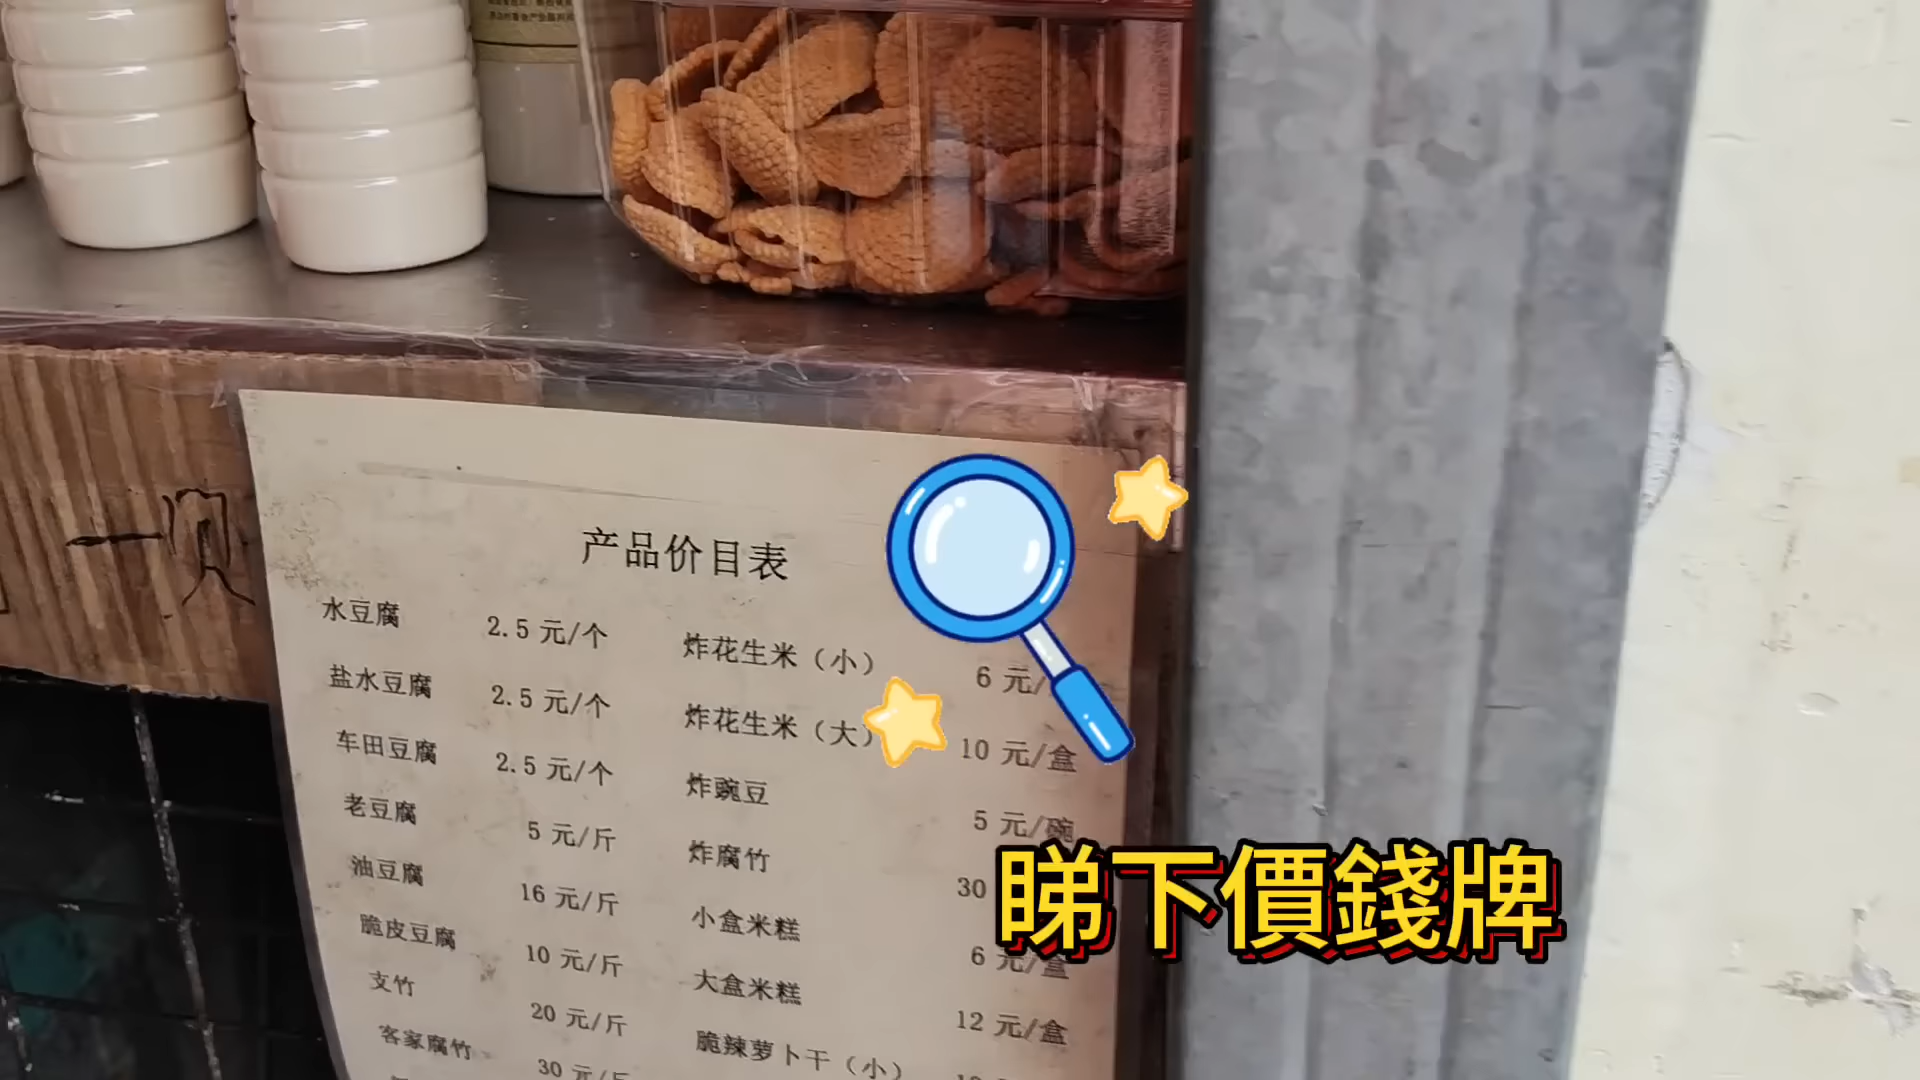 产品价目表
水豆腐 2.5 元/个 炸花生米（小） 6 元/
盐水豆腐 2.5 元/个 炸花生米（大） 10 元/盒
车田豆腐 2.5 元/个 炸豌豆 5 元/碗
老豆腐 5 元/斤 炸腐竹 30
油豆腐 16 元/斤 小盒米糕 6 元/盒
脆皮豆腐 10 元/斤 大盒米糕 12 元/盒
支竹 20 元/斤 脆辣萝卜干（小）
客家腐竹 30 元/斤
睇下價錢牌